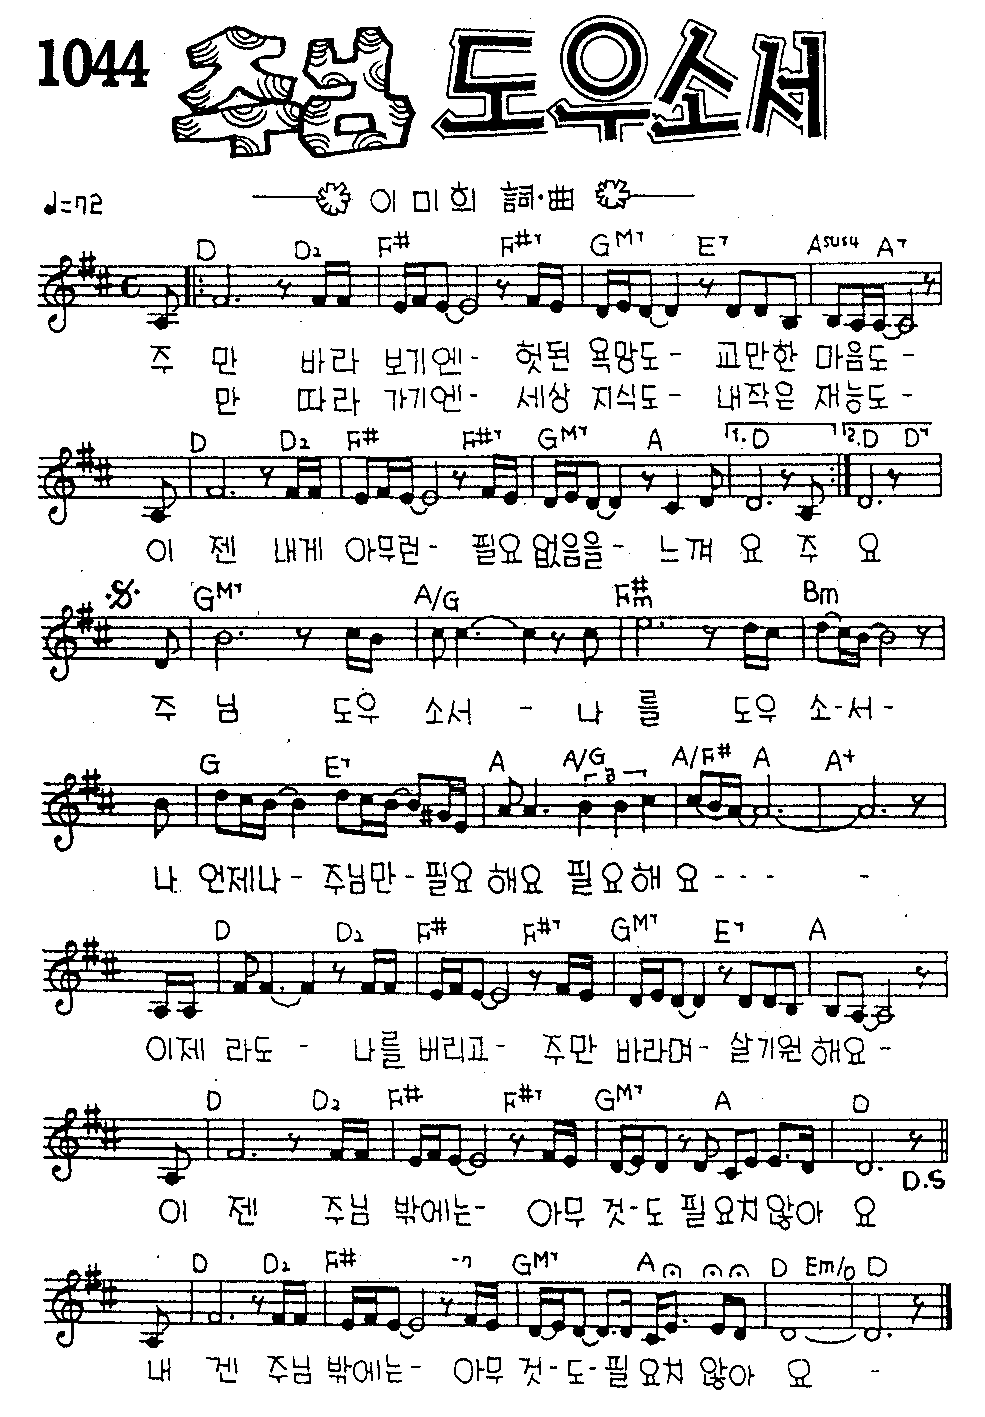 1044 주님 도우소서
♩=72 이미희 詞·曲
D D2 F# F#7 GM7 E7 Asus4 A7
주 만 바라 보기엔- 헛된 욕망도- 교만한 마음도-
만 따라 가기엔- 세상 지식도- 내작은 재능도-
D D2 F# F#7 GM7 A 1.D 2.D D7
이 젠 내게 아무런- 필요 없음을- 느껴 요 주 요
GM7 A/G F#m Bm
주 님 도우 소서 - 나 를 도우 소-서-
G E7 A A/G 3 A/F# A A+
나 언제나- 주님만-필요 해요 필요해 요--- -
D D2 F# F#7 GM7 E7 A
이제 라도 - 나를 버리고- 주만 바라며- 살기원 해요-
D D2 F# F#7 GM7 A D
D.S
이 젠 주님 밖에는- 아무 것-도 필요치않아 요
D D2 F# -7 GM7 A D Em/D D
내 겐 주님 밖에는- 아무 것-도-필요치 않아 요 -